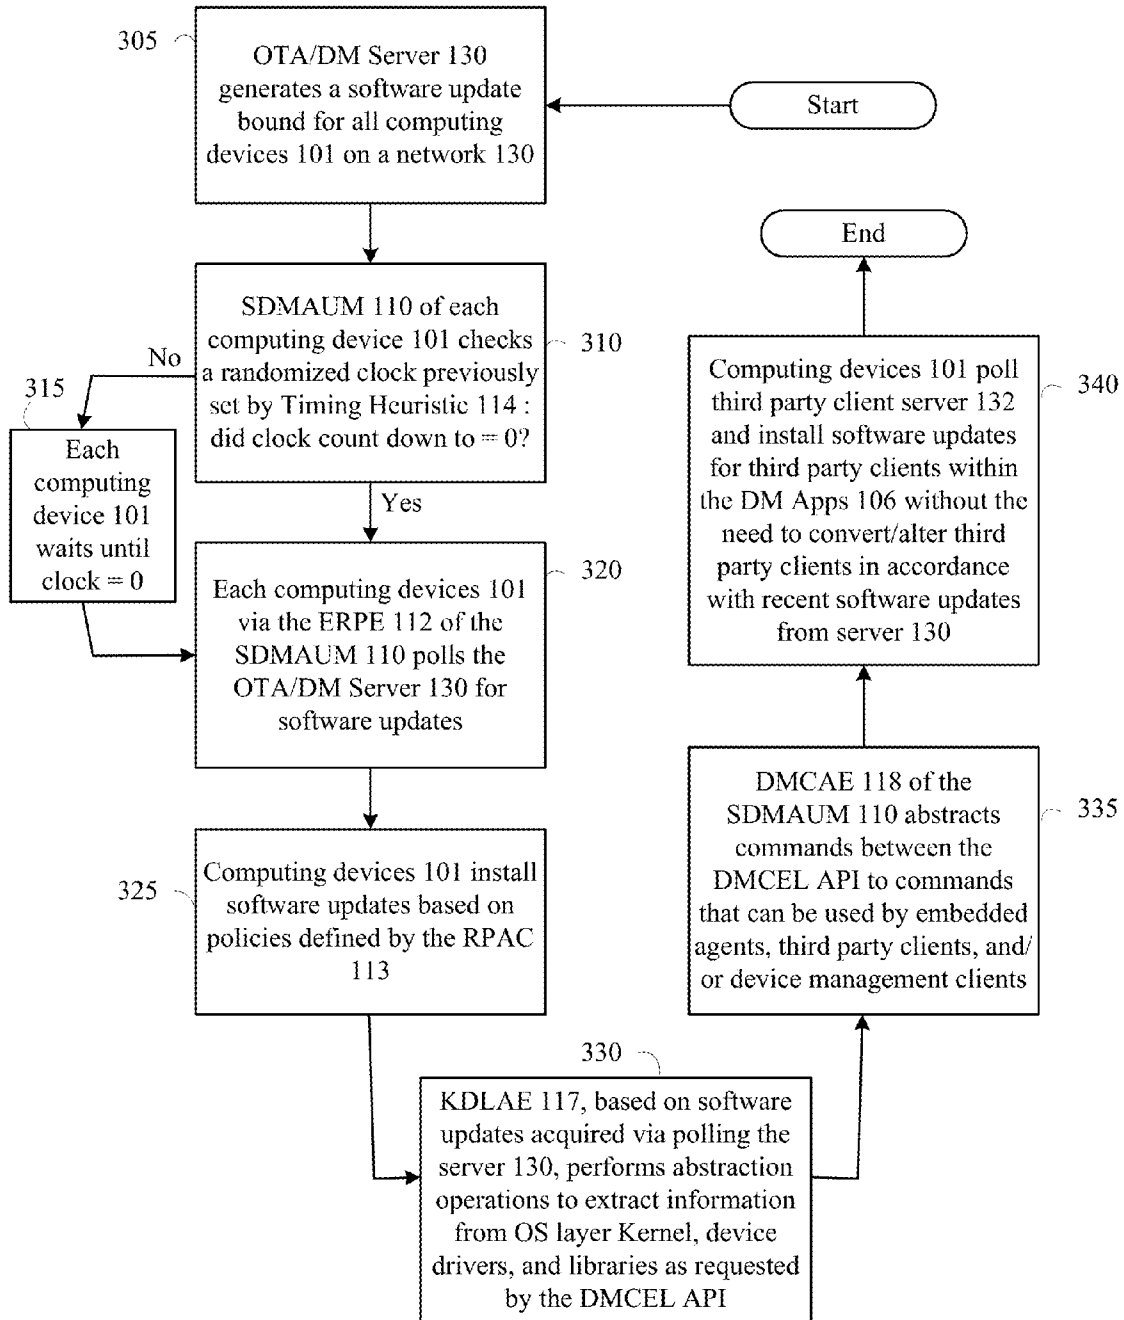 Start
305
OTA/DM Server 130
generates a software update
bound for all computing
devices 101 on a network 130
SDMAUM 110 of each
computing device 101 checks
a randomized clock previously
set by Timing Heuristic 114 :
did clock count down to = 0?
310
No
Yes
315
Each
computing
device 101
waits until
clock = 0
320
Each computing devices 101
via the ERPE 112 of the
SDMAUM 110 polls the
OTA/DM Server 130 for
software updates
325
Computing devices 101 install
software updates based on
policies defined by the RPAC
113
330
KDLAE 117, based on software
updates acquired via polling the
server 130, performs abstraction
operations to extract information
from OS layer Kernel, device
drivers, and libraries as requested
by the DMCEL API
335
DMCAE 118 of the
SDMAUM 110 abstracts
commands between the
DMCEL API to commands
that can be used by embedded
agents, third party clients, and/
or device management clients
340
Computing devices 101 poll
third party client server 132
and install software updates
for third party clients within
the DM Apps 106 without the
need to convert/alter third
party clients in accordance
with recent software updates
from server 130
End